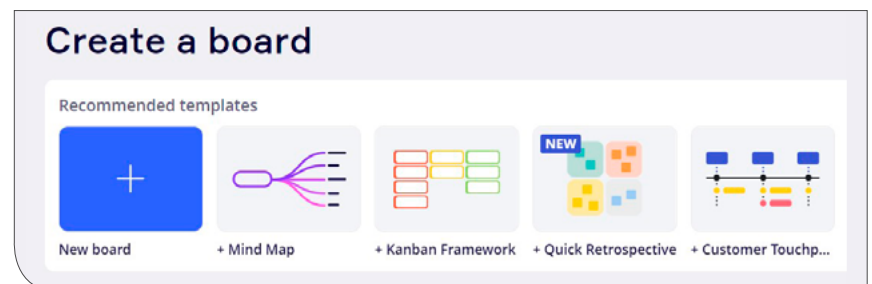 Create a board
Recommended templates
NEW
New board
+ Mind Map
+ Kanban Framework
+ Quick Retrospective
+ Customer Touchp...